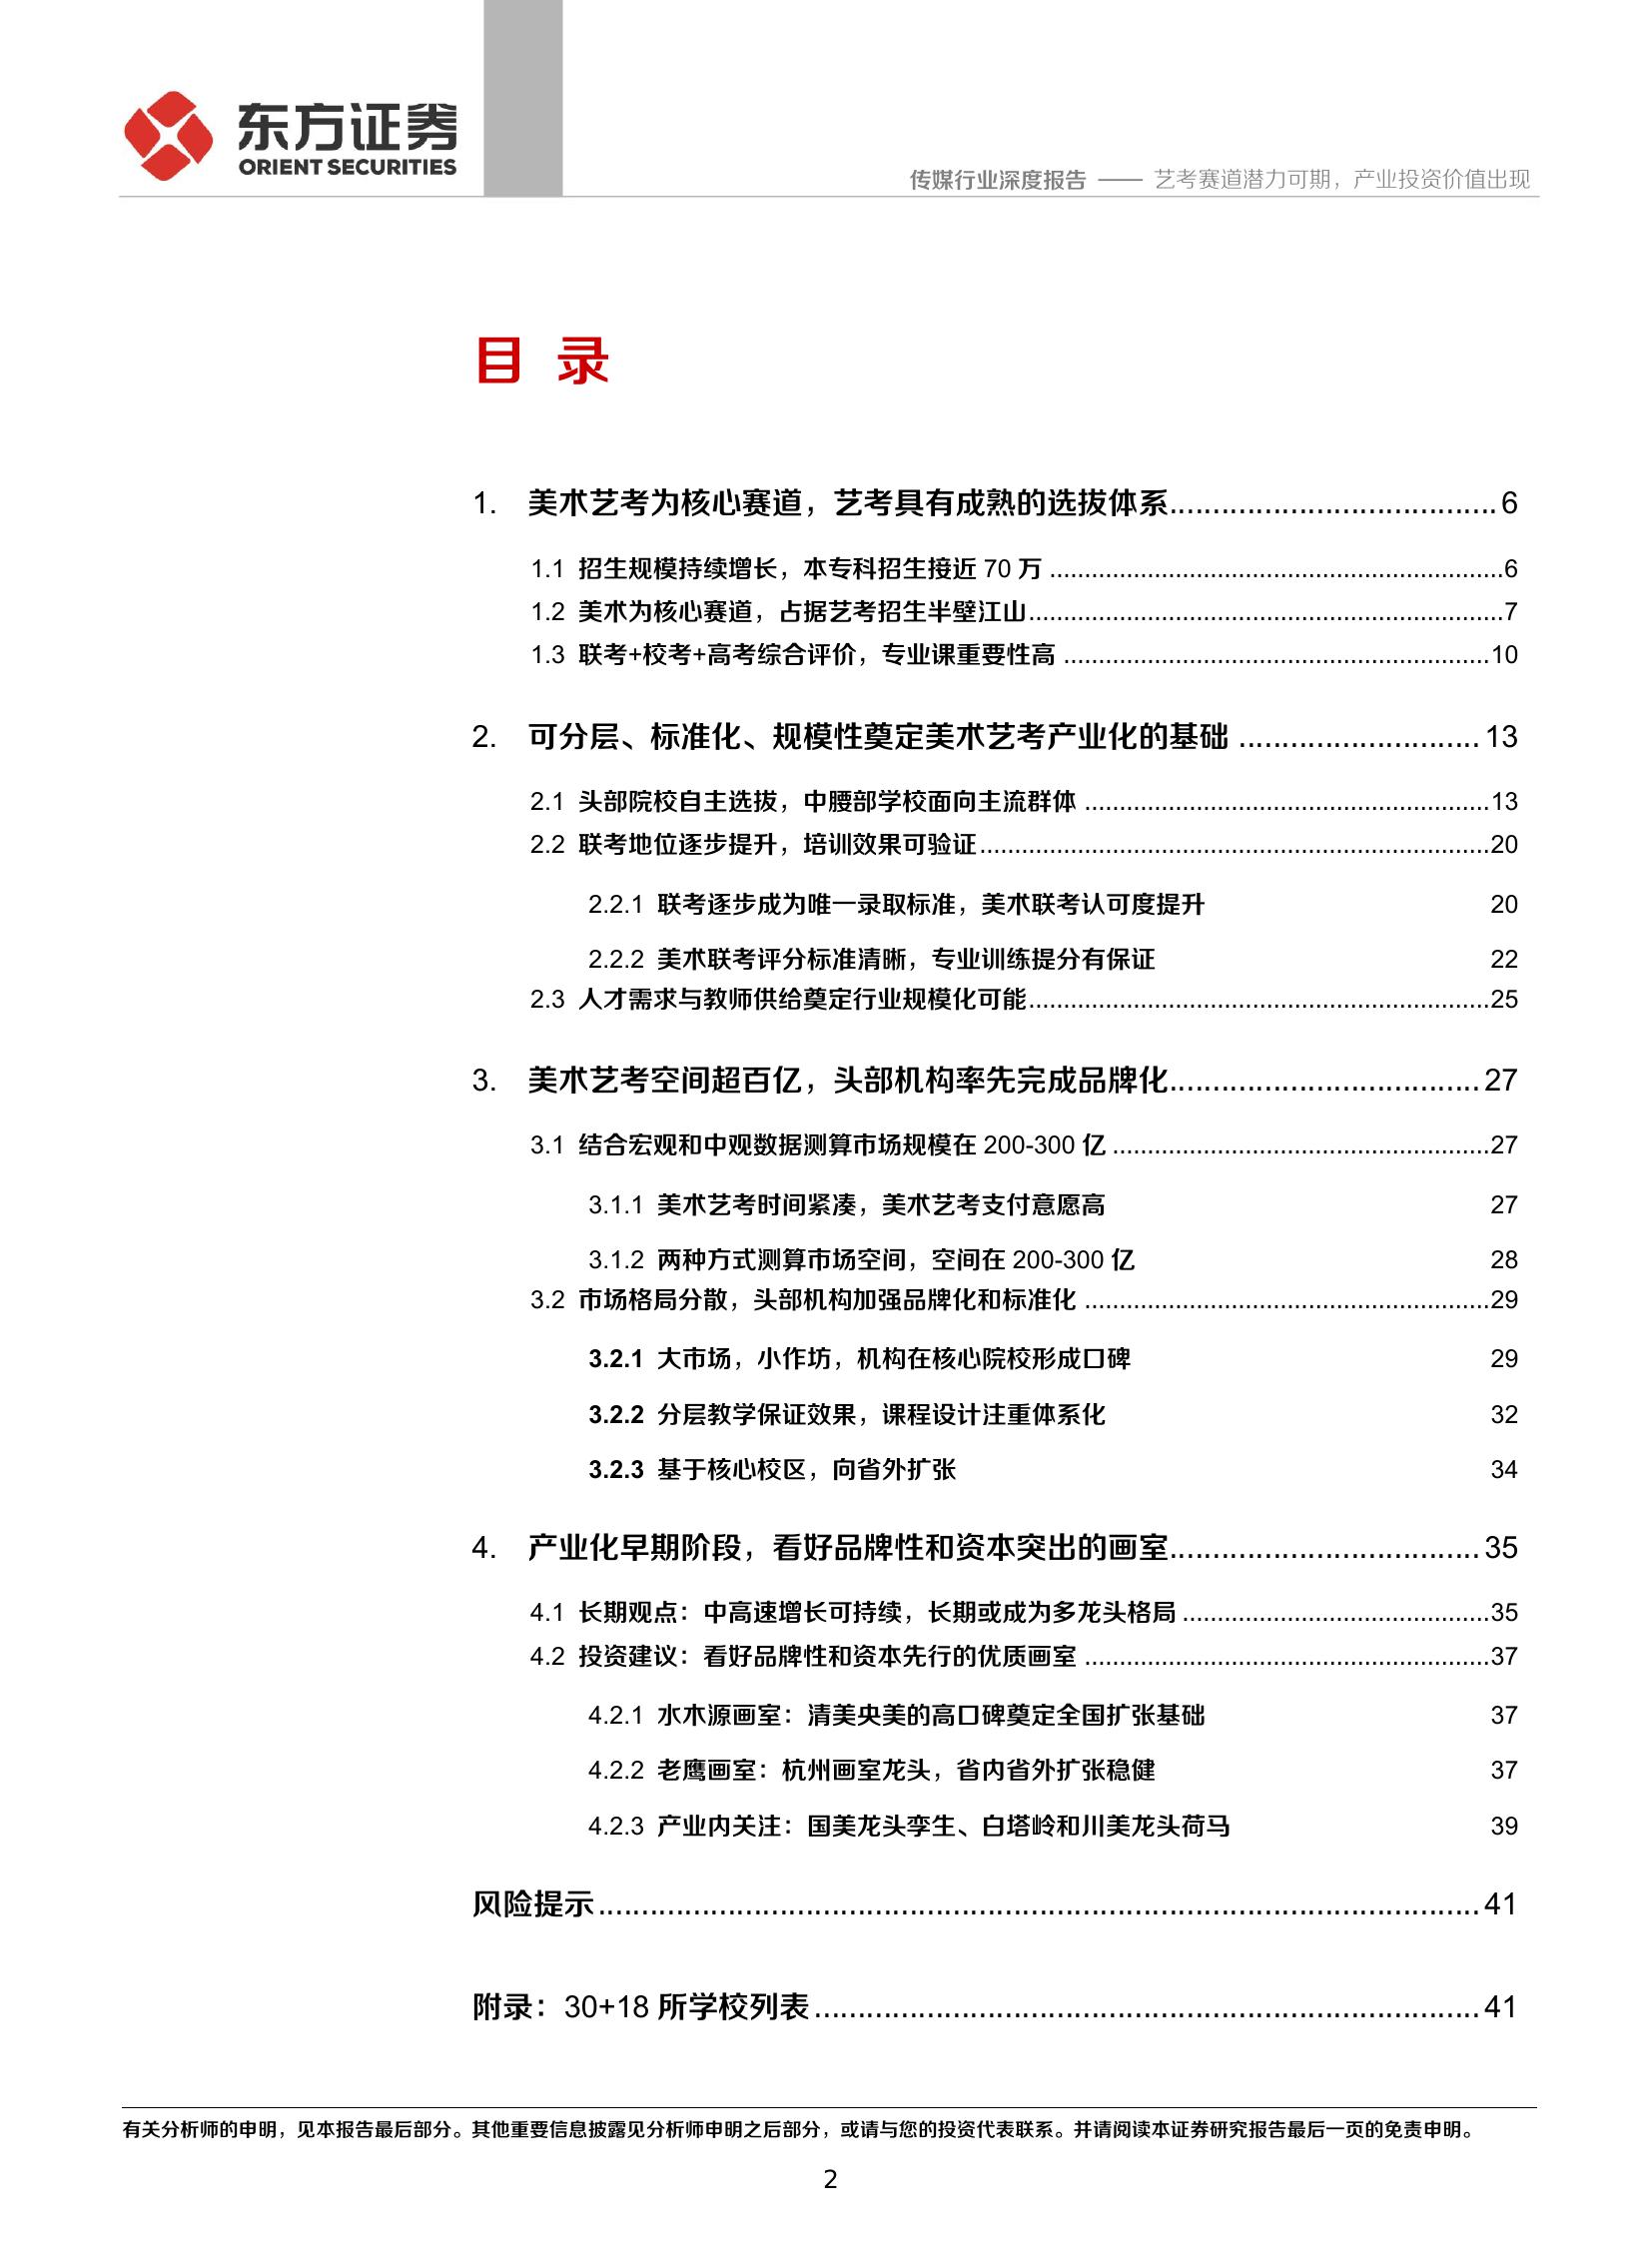 东方证券
ORIENT SECURITIES
传媒行业深度报告 —— 艺考赛道潜力可期，产业投资价值出现
目 录
1. 美术艺考为核心赛道，艺考具有成熟的选拔体系...................................... 6
1.1 招生规模持续增长，本专科招生接近 70 万 .................................................................6
1.2 美术为核心赛道，占据艺考招生半壁江山....................................................................7
1.3 联考+校考+高考综合评价，专业课重要性高 .............................................................10
2. 可分层、标准化、规模性奠定美术艺考产业化的基础 ............................ 13
2.1 头部院校自主选拔，中腰部学校面向主流群体 ..........................................................13
2.2 联考地位逐步提升，培训效果可验证.........................................................................20
2.2.1 联考逐步成为唯一录取标准，美术联考认可度提升 20
2.2.2 美术联考评分标准清晰，专业训练提分有保证 22
2.3 人才需求与教师供给奠定行业规模化可能..................................................................25
3. 美术艺考空间超百亿，头部机构率先完成品牌化.................................... 27
3.1 结合宏观和中观数据测算市场规模在 200-300 亿 ......................................................27
3.1.1 美术艺考时间紧凑，美术艺考支付意愿高 27
3.1.2 两种方式测算市场空间，空间在 200-300 亿 28
3.2 市场格局分散，头部机构加强品牌化和标准化 ..........................................................29
3.2.1 大市场，小作坊，机构在核心院校形成口碑 29
3.2.2 分层教学保证效果，课程设计注重体系化 32
3.2.3 基于核心校区，向省外扩张 34
4. 产业化早期阶段，看好品牌性和资本突出的画室.................................... 35
4.1 长期观点：中高速增长可持续，长期或成为多龙头格局 ............................................35
4.2 投资建议：看好品牌性和资本先行的优质画室 ..........................................................37
4.2.1 水木源画室：清美央美的高口碑奠定全国扩张基础 37
4.2.2 老鹰画室：杭州画室龙头，省内省外扩张稳健 37
4.2.3 产业内关注：国美龙头孪生、白塔岭和川美龙头荷马 39
风险提示...................................................................................................... 41
附录：30+18 所学校列表............................................................................. 41
有关分析师的申明，见本报告最后部分。其他重要信息披露见分析师申明之后部分，或请与您的投资代表联系。并请阅读本证券研究报告最后一页的免责申明。
2